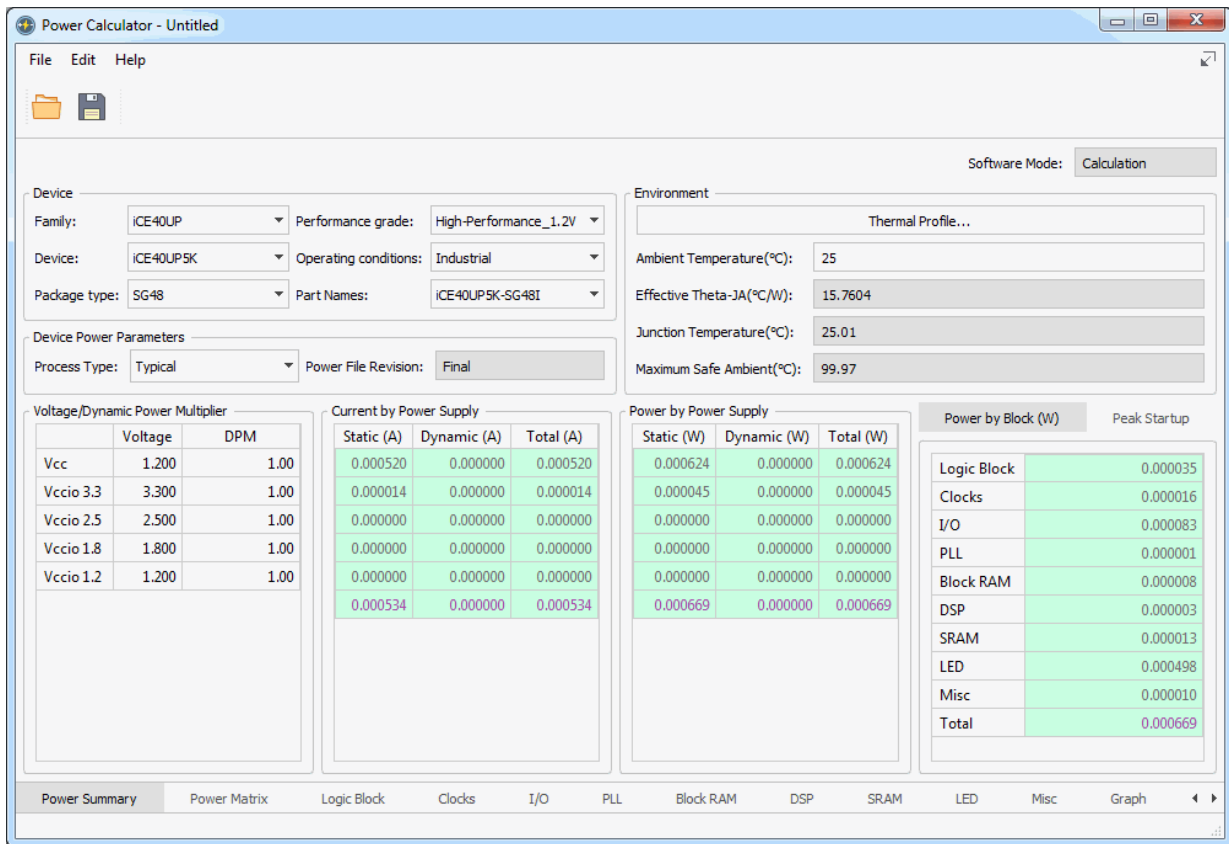 Power Calculator - Untitled
File Edit Help
Software Mode: Calculation
Device
Family: iCE40UP Performance grade: High-Performance_1.2V
Device: iCE40UP5K Operating conditions: Industrial
Package type: SG48 Part Names: iCE40UP5K-SG48I
Device Power Parameters
Process Type: Typical Power File Revision: Final
Environment
Thermal Profile...
Ambient Temperature(°C): 25
Effective Theta-JA(°C/W): 15.7604
Junction Temperature(°C): 25.01
Maximum Safe Ambient(°C): 99.97
Voltage/Dynamic Power Multiplier
Voltage DPM
Vcc 1.200 1.00
Vccio 3.3 3.300 1.00
Vccio 2.5 2.500 1.00
Vccio 1.8 1.800 1.00
Vccio 1.2 1.200 1.00
Current by Power Supply
Static (A) Dynamic (A) Total (A)
0.000520 0.000000 0.000520
0.000014 0.000000 0.000014
0.000000 0.000000 0.000000
0.000000 0.000000 0.000000
0.000000 0.000000 0.000000
0.000534 0.000000 0.000534
Power by Power Supply
Static (W) Dynamic (W) Total (W)
0.000624 0.000000 0.000624
0.000045 0.000000 0.000045
0.000000 0.000000 0.000000
0.000000 0.000000 0.000000
0.000000 0.000000 0.000000
0.000669 0.000000 0.000669
Power by Block (W) Peak Startup
Logic Block 0.000035
Clocks 0.000016
I/O 0.000083
PLL 0.000001
Block RAM 0.000008
DSP 0.000003
SRAM 0.000013
LED 0.000498
Misc 0.000010
Total 0.000669
Power Summary Power Matrix Logic Block Clocks I/O PLL Block RAM DSP SRAM LED Misc Graph